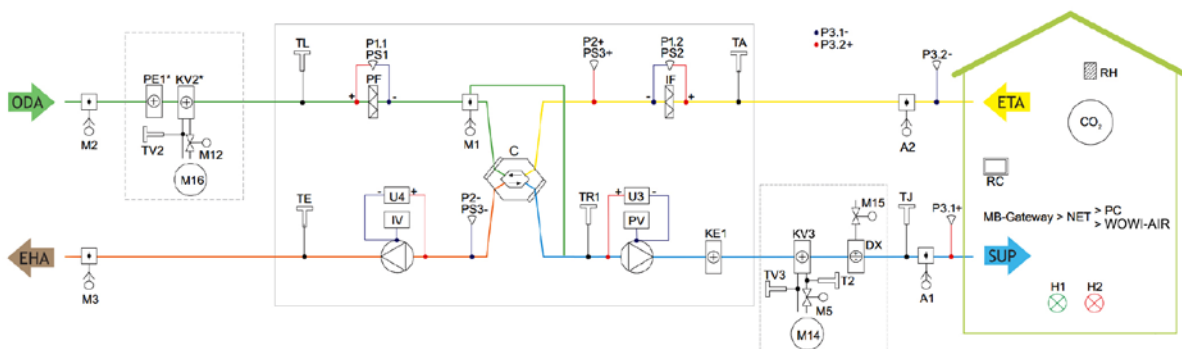 P1.1 P2+ P1.2 P3.1-
TL PS1 PS3+ PS2 TA P3.2+ P3.2-
PE1* KV2* PF IF RH
ODA + - - + ETA
M2 TV2 M12 M1 A2 CO₂
M16 C
RC
TE - U4 + P2- TR1 + U3 - M15 TJ P3.1+ MB-Gateway > NET > PC
IV PS3- PV KE1 KV3 DX > WOWI-AIR
EHA SUP
M3 TV3 T2 A1 H1 H2
M5
M14